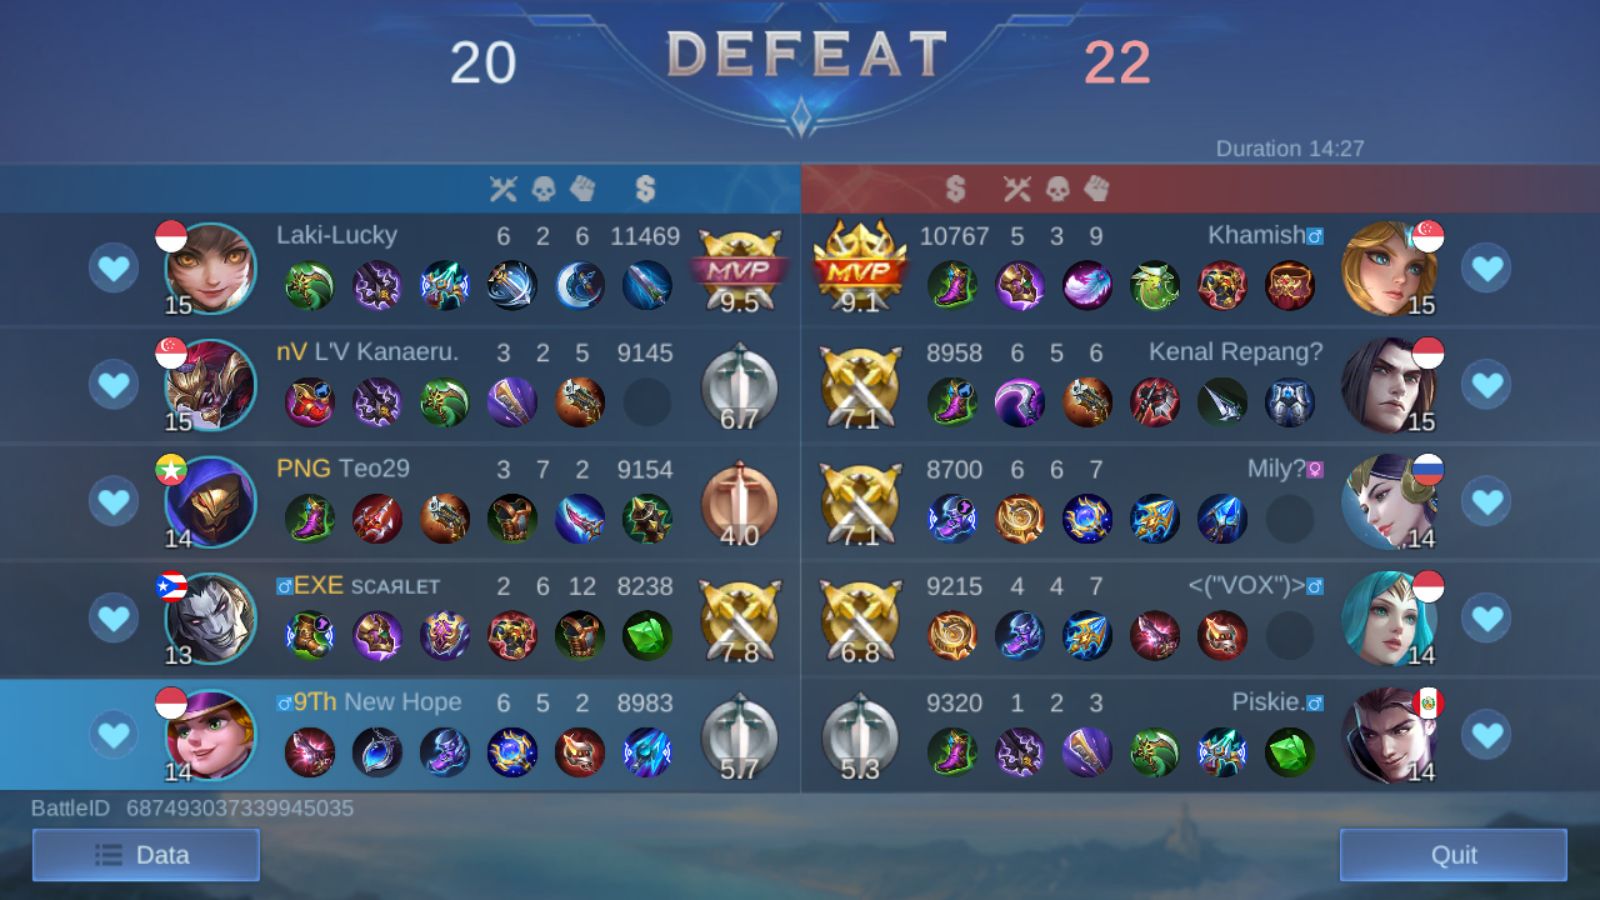 20 DEFEAT 22
Duration 14:27
Laki-Lucky 6 2 6 11469 MVP 9.5 15
MVP 9.1 10767 5 3 9 Khamish 15
nV L'V Kanaeru. 3 2 5 9145 6.7 15
7.1 8958 6 5 6 Kenal Repang? 15
PNG Teo29 3 7 2 9154 4.0 14
7.1 8700 6 6 7 Mily? 14
EXE SCAЯLET 2 6 12 8238 7.8 13
6.8 9215 4 4 7 <("VOX")> 14
9Th New Hope 6 5 2 8983 5.7 14
5.3 9320 1 2 3 Piskie. 14
BattleID 687493037339945035
Data
Quit